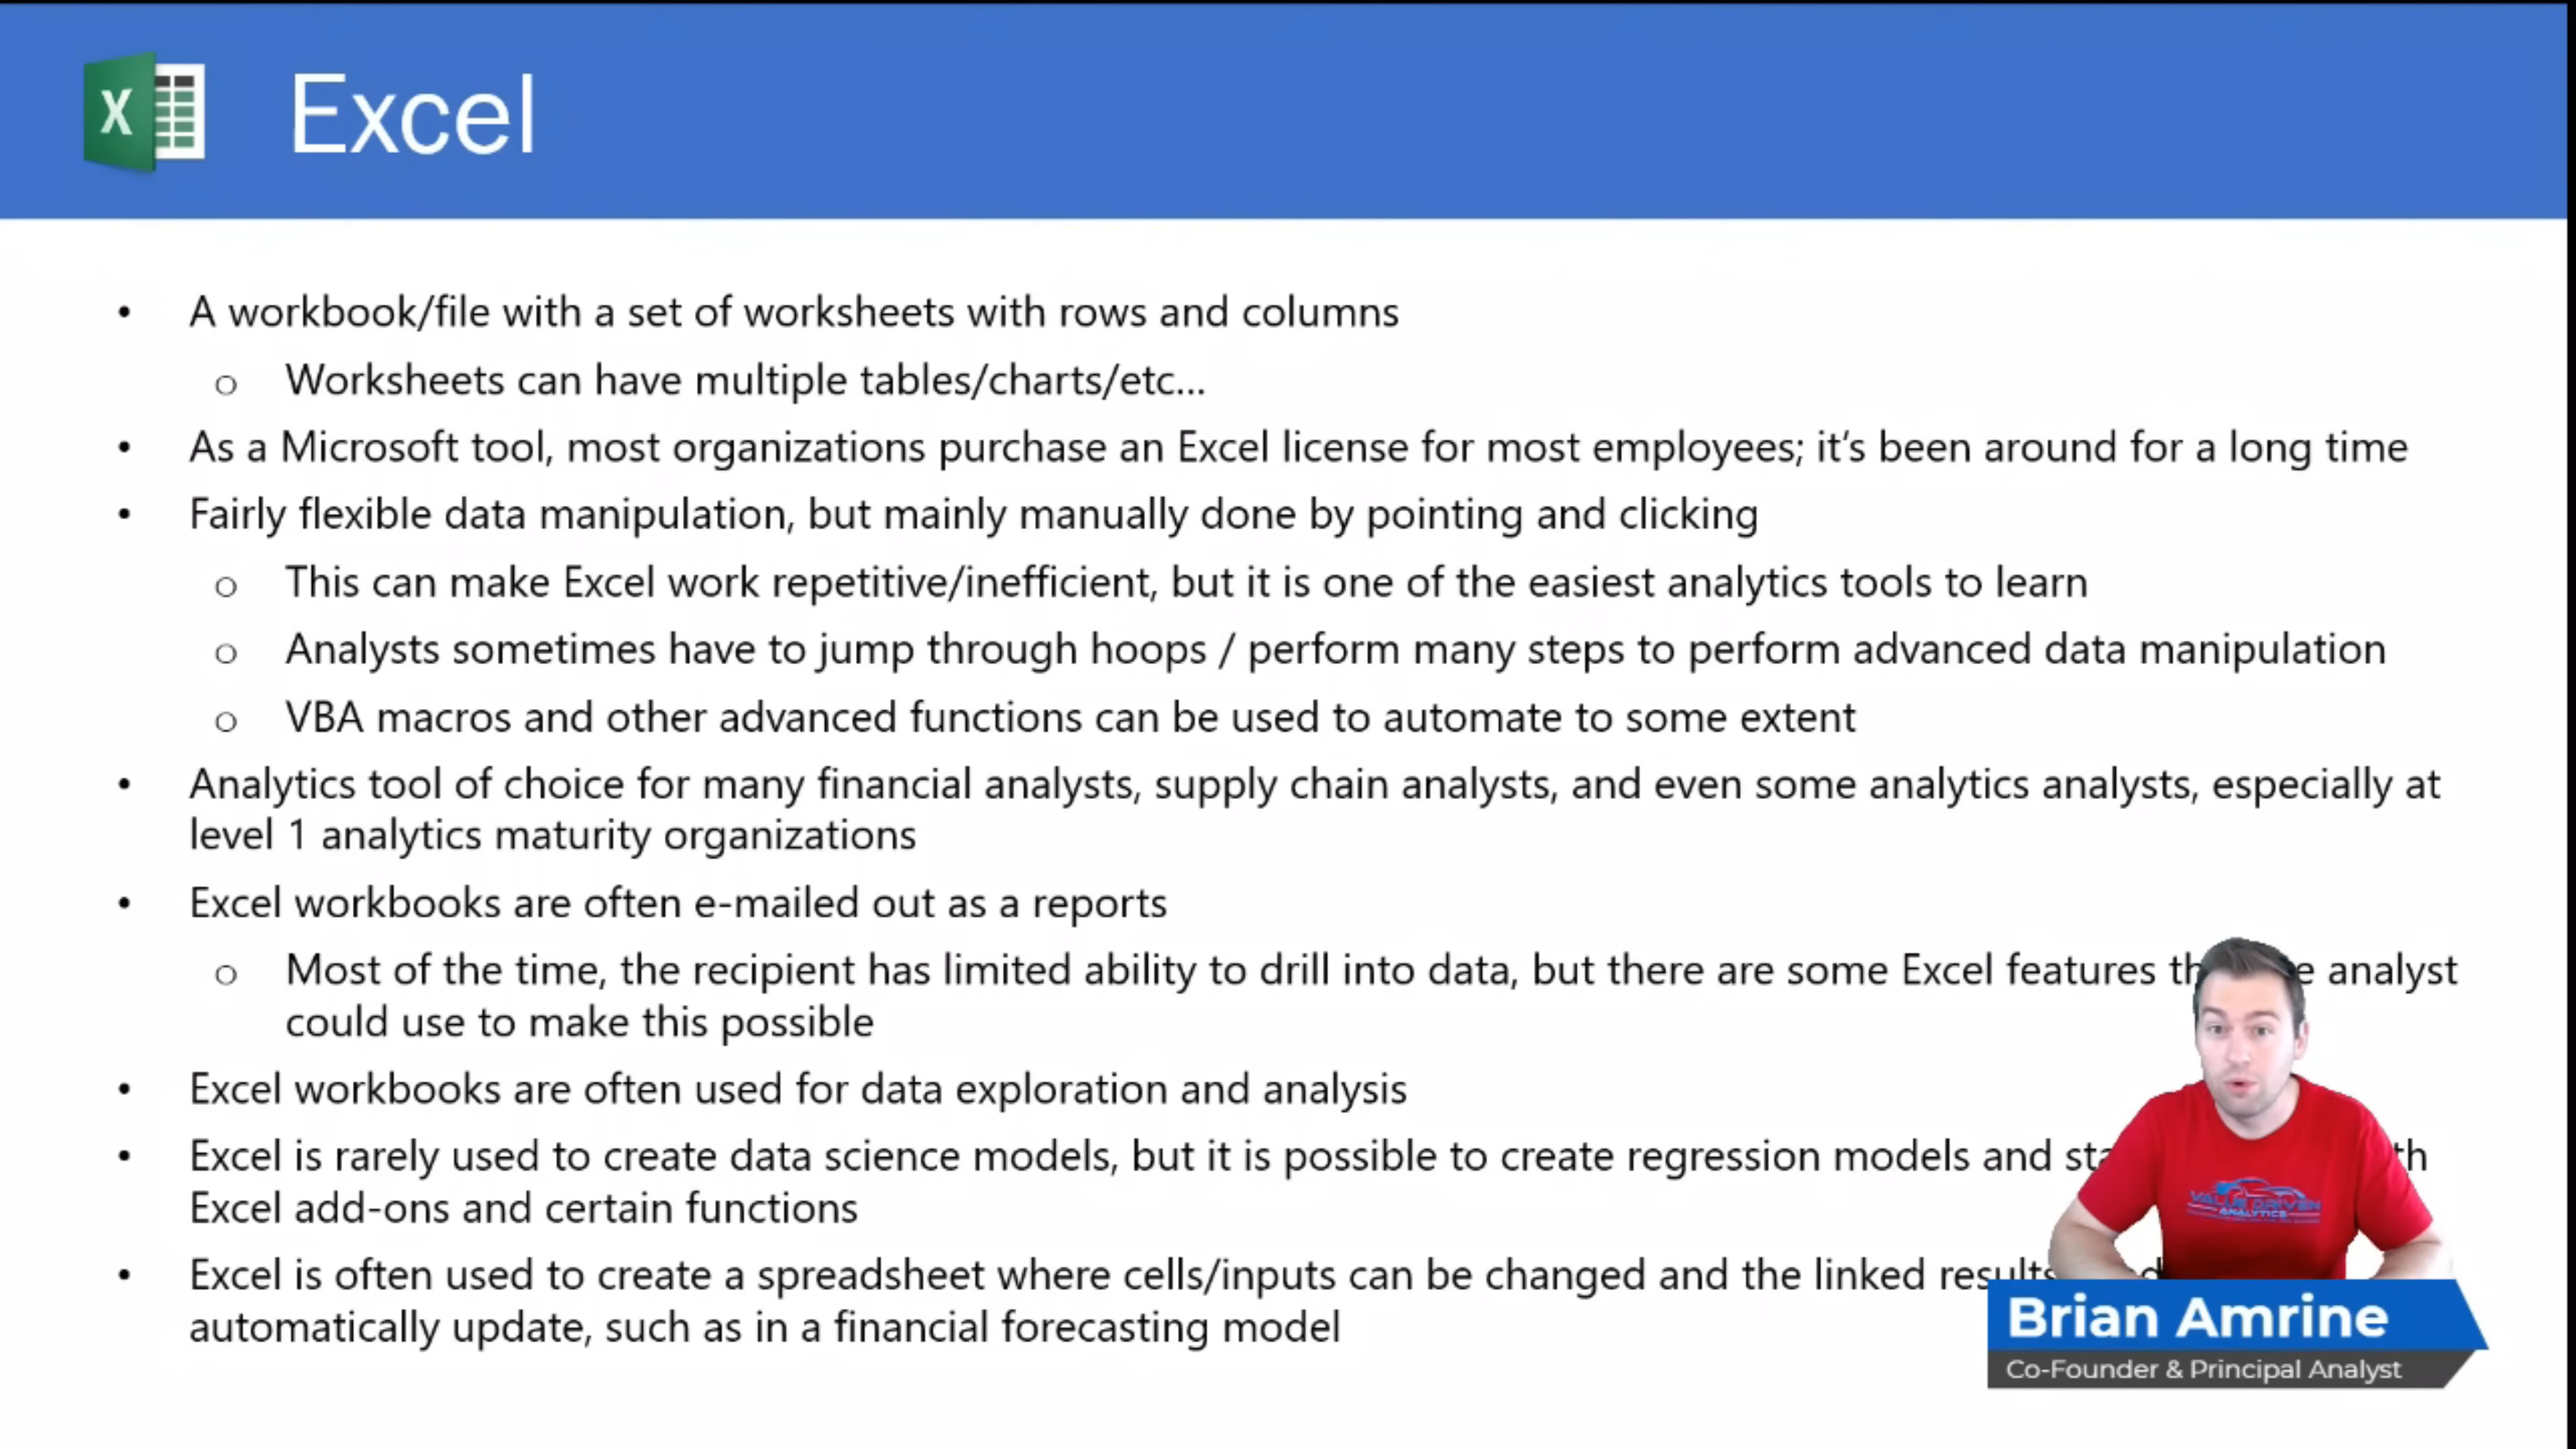 X Excel
• A workbook/file with a set of worksheets with rows and columns
o Worksheets can have multiple tables/charts/etc...
• As a Microsoft tool, most organizations purchase an Excel license for most employees; it's been around for a long time
• Fairly flexible data manipulation, but mainly manually done by pointing and clicking
o This can make Excel work repetitive/inefficient, but it is one of the easiest analytics tools to learn
o Analysts sometimes have to jump through hoops / perform many steps to perform advanced data manipulation
o VBA macros and other advanced functions can be used to automate to some extent
• Analytics tool of choice for many financial analysts, supply chain analysts, and even some analytics analysts, especially at
level 1 analytics maturity organizations
• Excel workbooks are often e-mailed out as a reports
o Most of the time, the recipient has limited ability to drill into data, but there are some Excel features analyst
could use to make this possible
• Excel workbooks are often used for data exploration and analysis
• Excel is rarely used to create data science models, but it is possible to create regression models and
Excel add-ons and certain functions
• Excel is often used to create a spreadsheet where cells/inputs can be changed and the linked results
automatically update, such as in a financial forecasting model
VALUE DRIVEN
ANALYTICS
Brian Amrine
Co-Founder & Principal Analyst